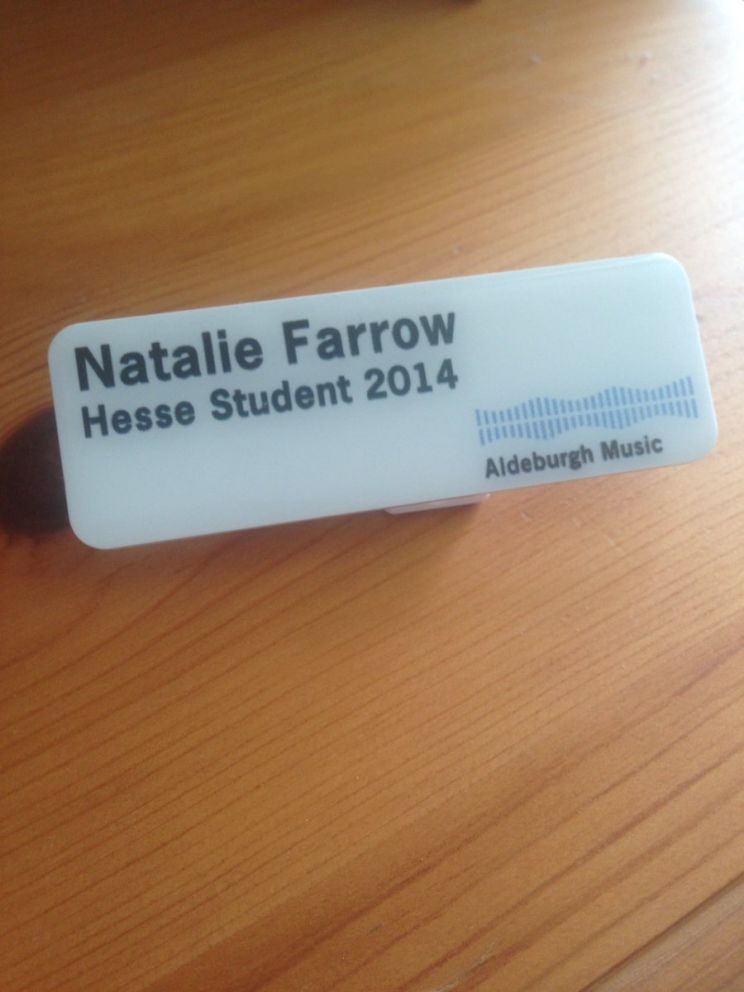 Natalie Farrow
Hesse Student 2014
Aldeburgh Music